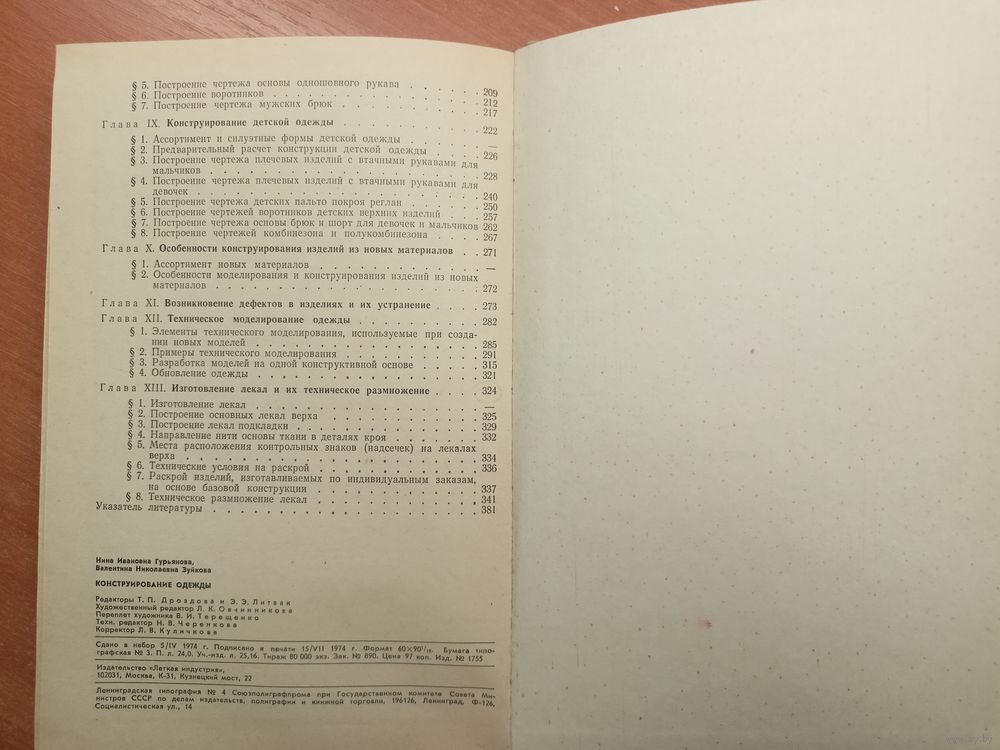 § 5. Построение чертежа основы одношовного рукава . . . . . 209
§ 6. Построение воротников . . . . . . . . . . . . . 212
§ 7. Построение чертежа мужских брюк . . . . . . . . . 217
Глава IX. Конструирование детской одежды . . . . . . . . . 222
§ 1. Ассортимент и силуэтные формы детской одежды . . . . . —
§ 2. Предварительный расчет конструкции детской одежды . . . . 226
§ 3. Построение чертежа плечевых изделий с втачными рукавами для
мальчиков . . . . . . . . . . . . . . . . . 228
§ 4. Построение чертежа плечевых изделий с втачными рукавами для
девочек . . . . . . . . . . . . . . . . . . 240
§ 5. Построение чертежа детских пальто покроя реглан . . . . . 250
§ 6. Построение чертежей воротников детских верхних изделий . . . 257
§ 7. Построение чертежа основы брюк и шорт для девочек и мальчиков 262
§ 8. Построение чертежей комбинезона и полукомбинезона . . . . 267
Глава X. Особенности конструирования изделий из новых материалов . . 271
§ 1. Ассортимент новых материалов . . . . . . . . . . . —
§ 2. Особенности моделирования и конструирования изделий из новых
материалов . . . . . . . . . . . . . . . . . 272
Глава XI. Возникновение дефектов в изделиях и их устранение . . . . 273
Глава XII. Техническое моделирование одежды . . . . . . . . . 282
§ 1. Элементы технического моделирования, используемые при созда-
нии новых моделей . . . . . . . . . . . . . . 285
§ 2. Примеры технического моделирования . . . . . . . . 291
§ 3. Разработка моделей на одной конструктивной основе . . . . 315
§ 4. Обновление одежды . . . . . . . . . . . . . . 321
Глава XIII. Изготовление лекал и их техническое размножение . . . . 324
§ 1. Изготовление лекал . . . . . . . . . . . . . . —
§ 2. Построение основных лекал верха . . . . . . . . . 325
§ 3. Построение лекал подкладки . . . . . . . . . . . 329
§ 4. Направление нити основы ткани в деталях кроя . . . . . 332
§ 5. Места расположения контрольных знаков (надсечек) на лекалах
верха . . . . . . . . . . . . . . . . . . . 334
§ 6. Технические условия на раскрой . . . . . . . . . . 336
§ 7. Раскрой изделий, изготавливаемых по индивидуальным заказам,
на основе базовой конструкции . . . . . . . . . . 337
§ 8. Техническое размножение лекал . . . . . . . . . . 341
Указатель литературы . . . . . . . . . . . . . . . . 381
Нина Ивановна Гурьянова,
Валентина Николаевна Зуйкова
КОНСТРУИРОВАНИЕ ОДЕЖДЫ
Редакторы Т. П. Дроздова и Э. Э. Литвак
Художественный редактор Л. К. Овчинникова
Переплет художника В. И. Терещенко
Техн. редактор Н. В. Черенкова
Корректор Л. В. Куличкова
Сдано в набор 5/IV 1974 г. Подписано к печати 15/VII 1974 г. Формат 60×90¹/₁₆. Бумага типо-
графская № 3. П. л. 24,0. Уч.-изд. л. 25,16. Тираж 80 000 экз. Зак. № 890. Цена 97 коп. Изд. № 1755
Издательство «Легкая индустрия»,
102031, Москва, К-31, Кузнецкий мост, 22
Ленинградская типография № 4 Союзполиграфпрома при Государственном комитете Совета Ми-
нистров СССР по делам издательств, полиграфии и книжной торговли, 196126, Ленинград, Ф-126,
Социалистическая ул., 14